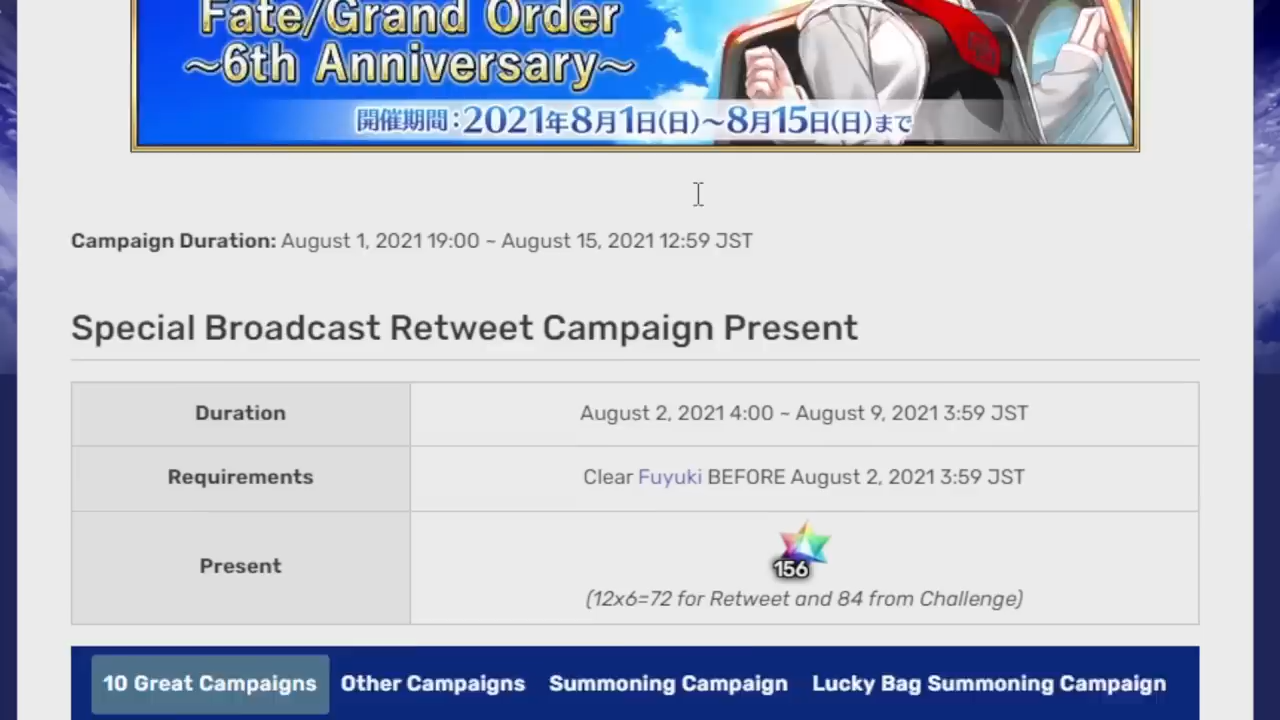 Fate/Grand Order
～6th Anniversary～
開催期間：2021年8月1日(日)～8月15日(日)まで
Campaign Duration: August 1, 2021 19:00 ~ August 15, 2021 12:59 JST
Special Broadcast Retweet Campaign Present
Duration August 2, 2021 4:00 ~ August 9, 2021 3:59 JST
Requirements Clear Fuyuki BEFORE August 2, 2021 3:59 JST
156
Present
(12x6=72 for Retweet and 84 from Challenge)
10 Great Campaigns Other Campaigns Summoning Campaign Lucky Bag Summoning Campaign